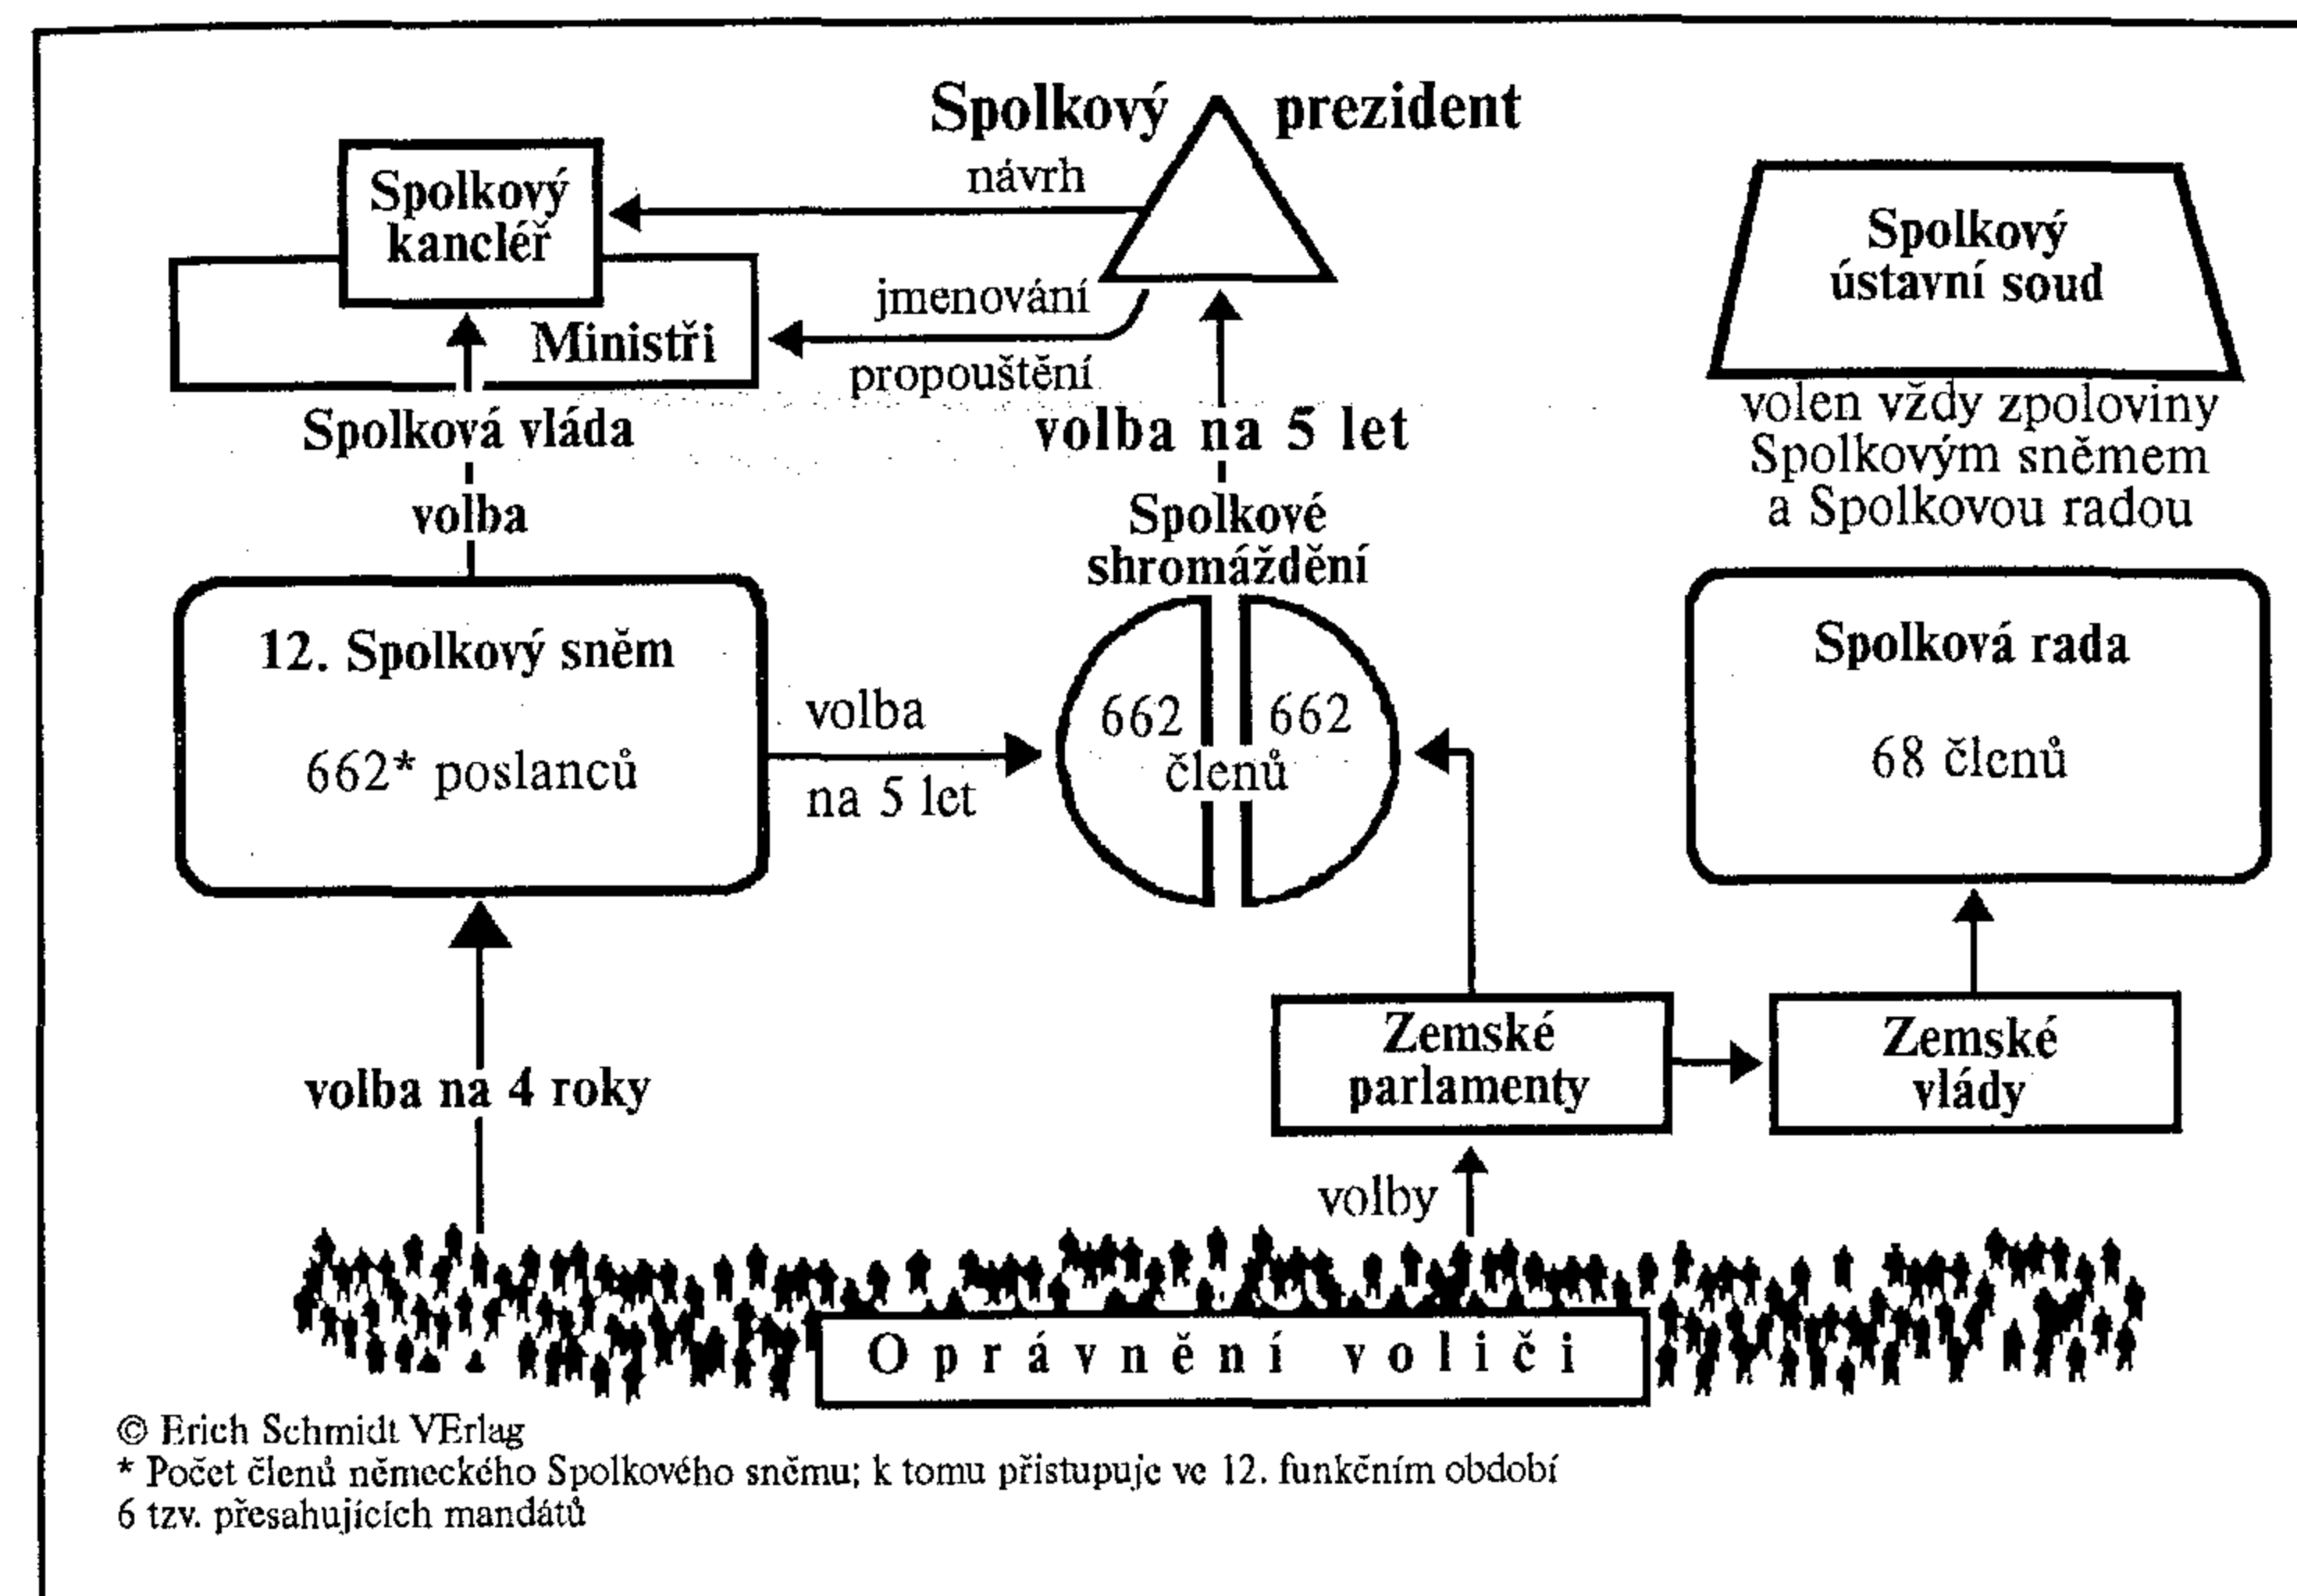 Spolkový prezident
návrh
Spolkový
kancléř
jmenování
Ministři
propouštění
Spolková vláda
volba
volba na 5 let
Spolkový
ústavní soud
volen vždy zpoloviny
Spolkovým sněmem
a Spolkovou radou
Spolkové
shromáždění
12. Spolkový sněm
662* poslanců
volba
na 5 let
662 662
členů
Spolková rada
68 členů
volba na 4 roky
Zemské
parlamenty
Zemské
vlády
volby
Oprávnění voliči
© Erich Schmidt VErlag
* Počet členů německého Spolkového sněmu; k tomu přistupuje ve 12. funkčním období
6 tzv. přesahujících mandátů